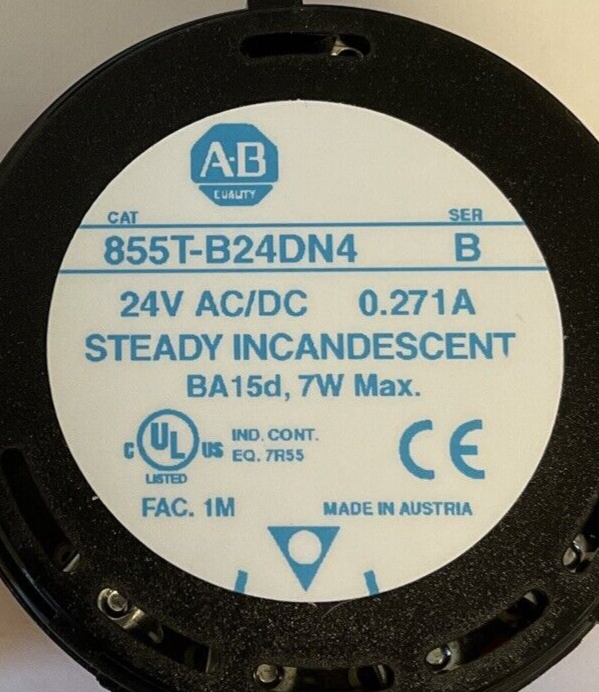 A-B
QUALITY
CAT SER
855T-B24DN4 B
24V AC/DC 0.271A
STEADY INCANDESCENT
BA15d, 7W Max.
C UL US IND. CONT.
EQ. 7R55
LISTED
CE
FAC. 1M MADE IN AUSTRIA